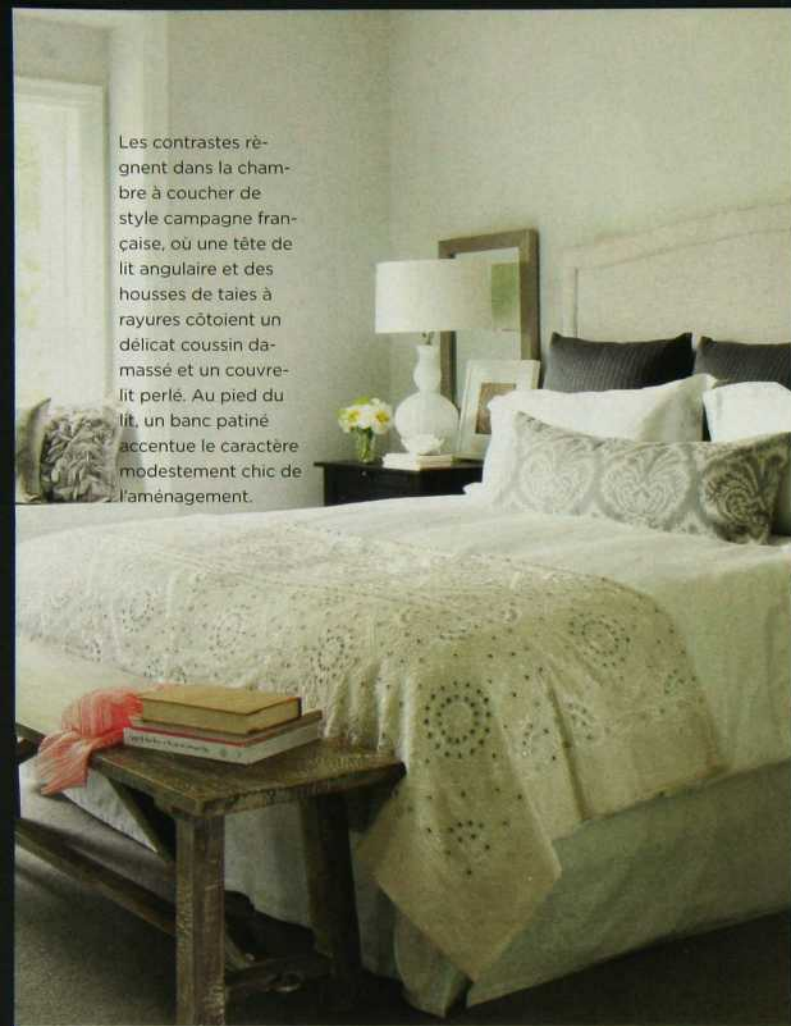 Les contrastes rè-
gnent dans la cham-
bre à coucher de
style campagne fran-
çaise, où une tête de
lit angulaire et des
housses de taies à
rayures côtoient un
délicat coussin da-
massé et un couvre-
lit perlé. Au pied du
lit, un banc patiné
accentue le caractère
modestement chic de
l'aménagement.